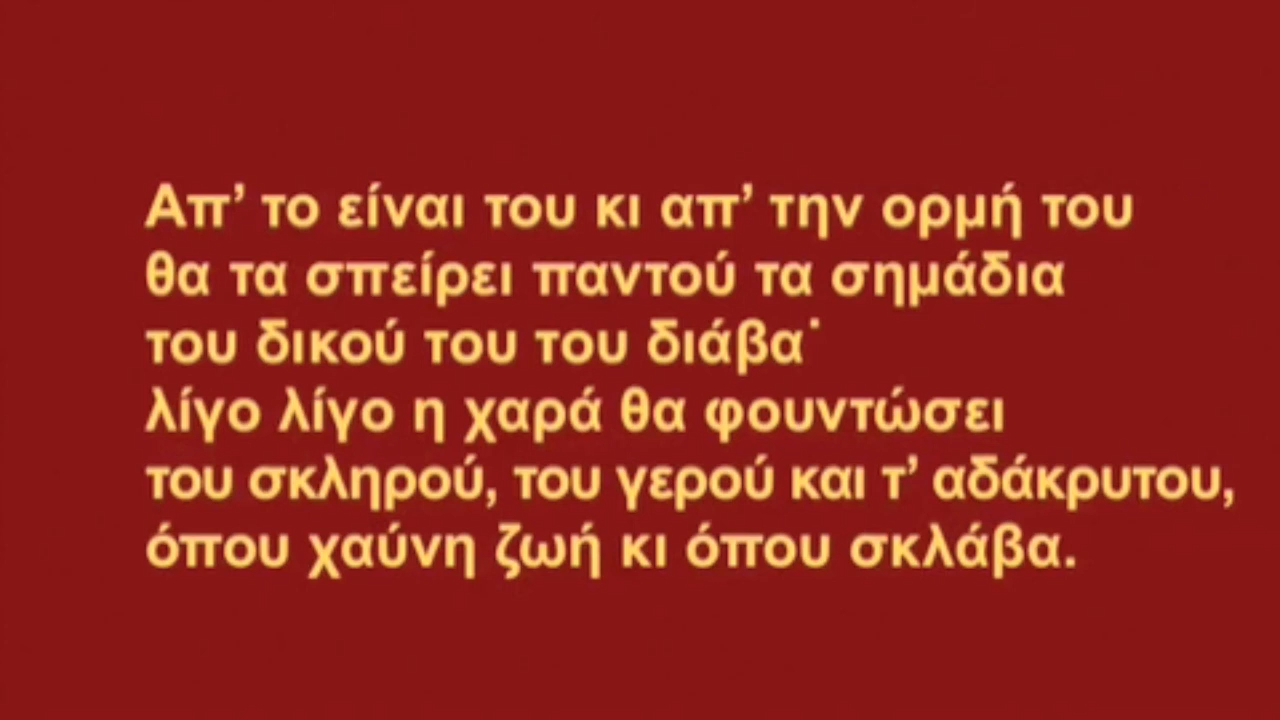 Απ’ το είναι του κι απ’ την ορμή του
θα τα σπείρει παντού τα σημάδια
του δικού του του διάβα˙
λίγο λίγο η χαρά θα φουντώσει
του σκληρού, του γερού και τ’ αδάκρυτου,
όπου χαύνη ζωή κι όπου σκλάβα.